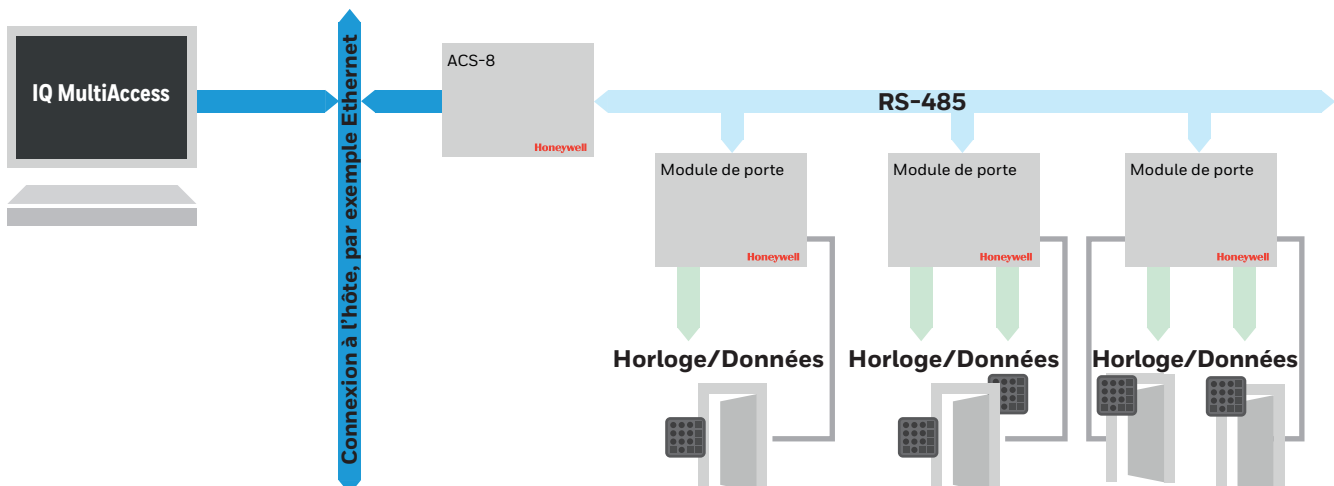 IQ MultiAccess
Connexion à l'hôte, par exemple Ethernet
ACS-8
Honeywell
RS-485
Module de porte
Honeywell
Module de porte
Honeywell
Module de porte
Honeywell
Horloge/Données
Horloge/Données
Horloge/Données